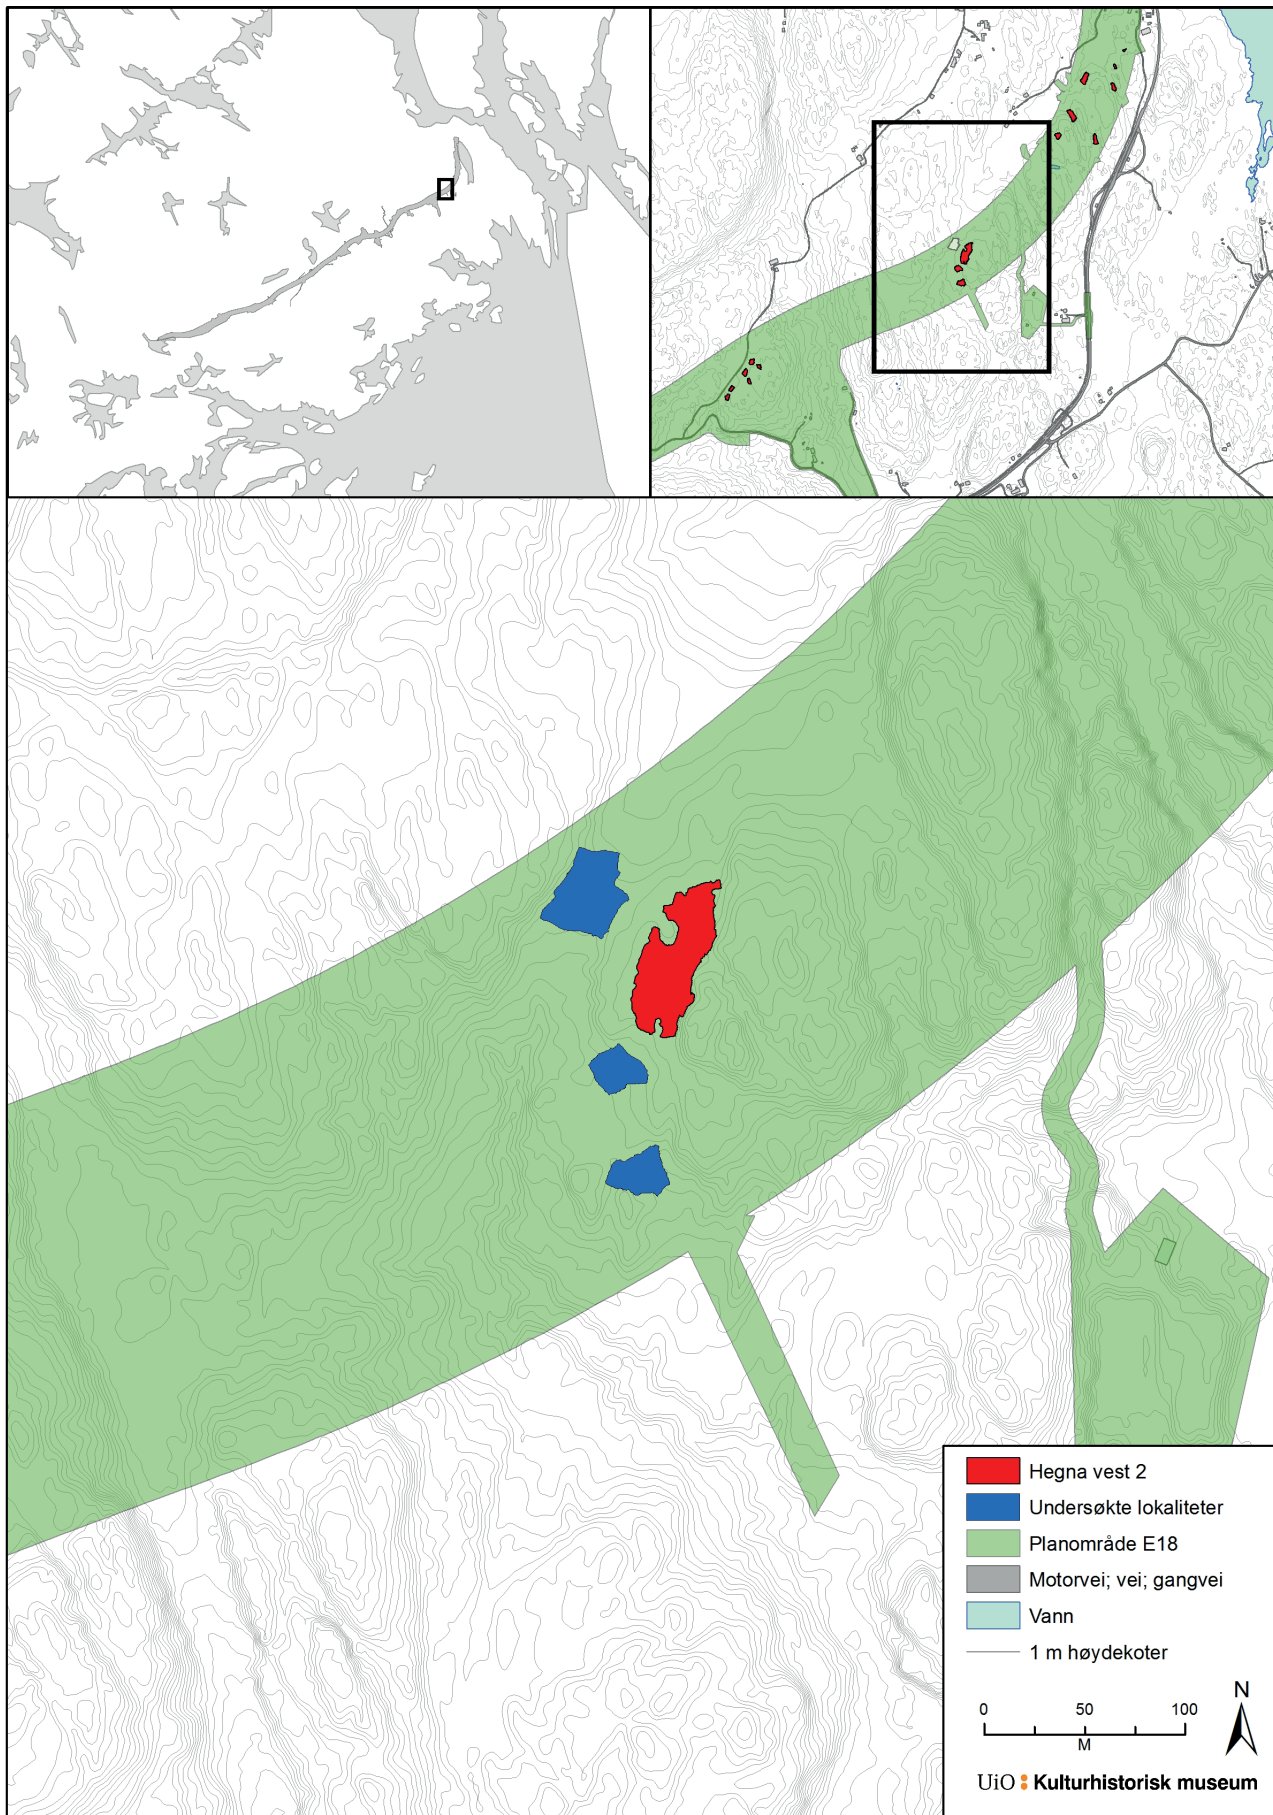 Hegna vest 2
Undersøkte lokaliteter
Planområde E18
Motorvei; vei; gangvei
Vann
1 m høydekoter
0 50 100
M
N
UiO : Kulturhistorisk museum